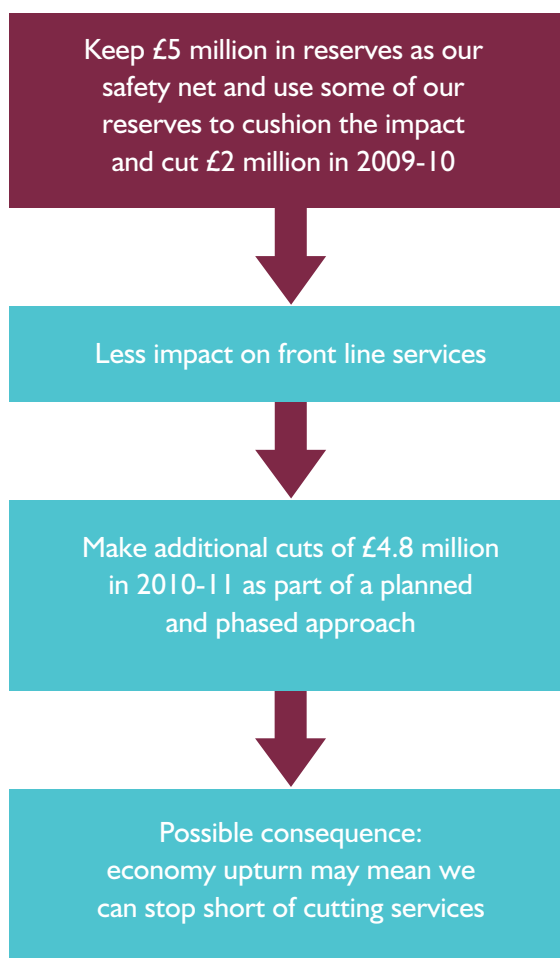 Keep £5 million in reserves as our
safety net and use some of our
reserves to cushion the impact
and cut £2 million in 2009-10
Less impact on front line services
Make additional cuts of £4.8 million
in 2010-11 as part of a planned
and phased approach
Possible consequence:
economy upturn may mean we
can stop short of cutting services